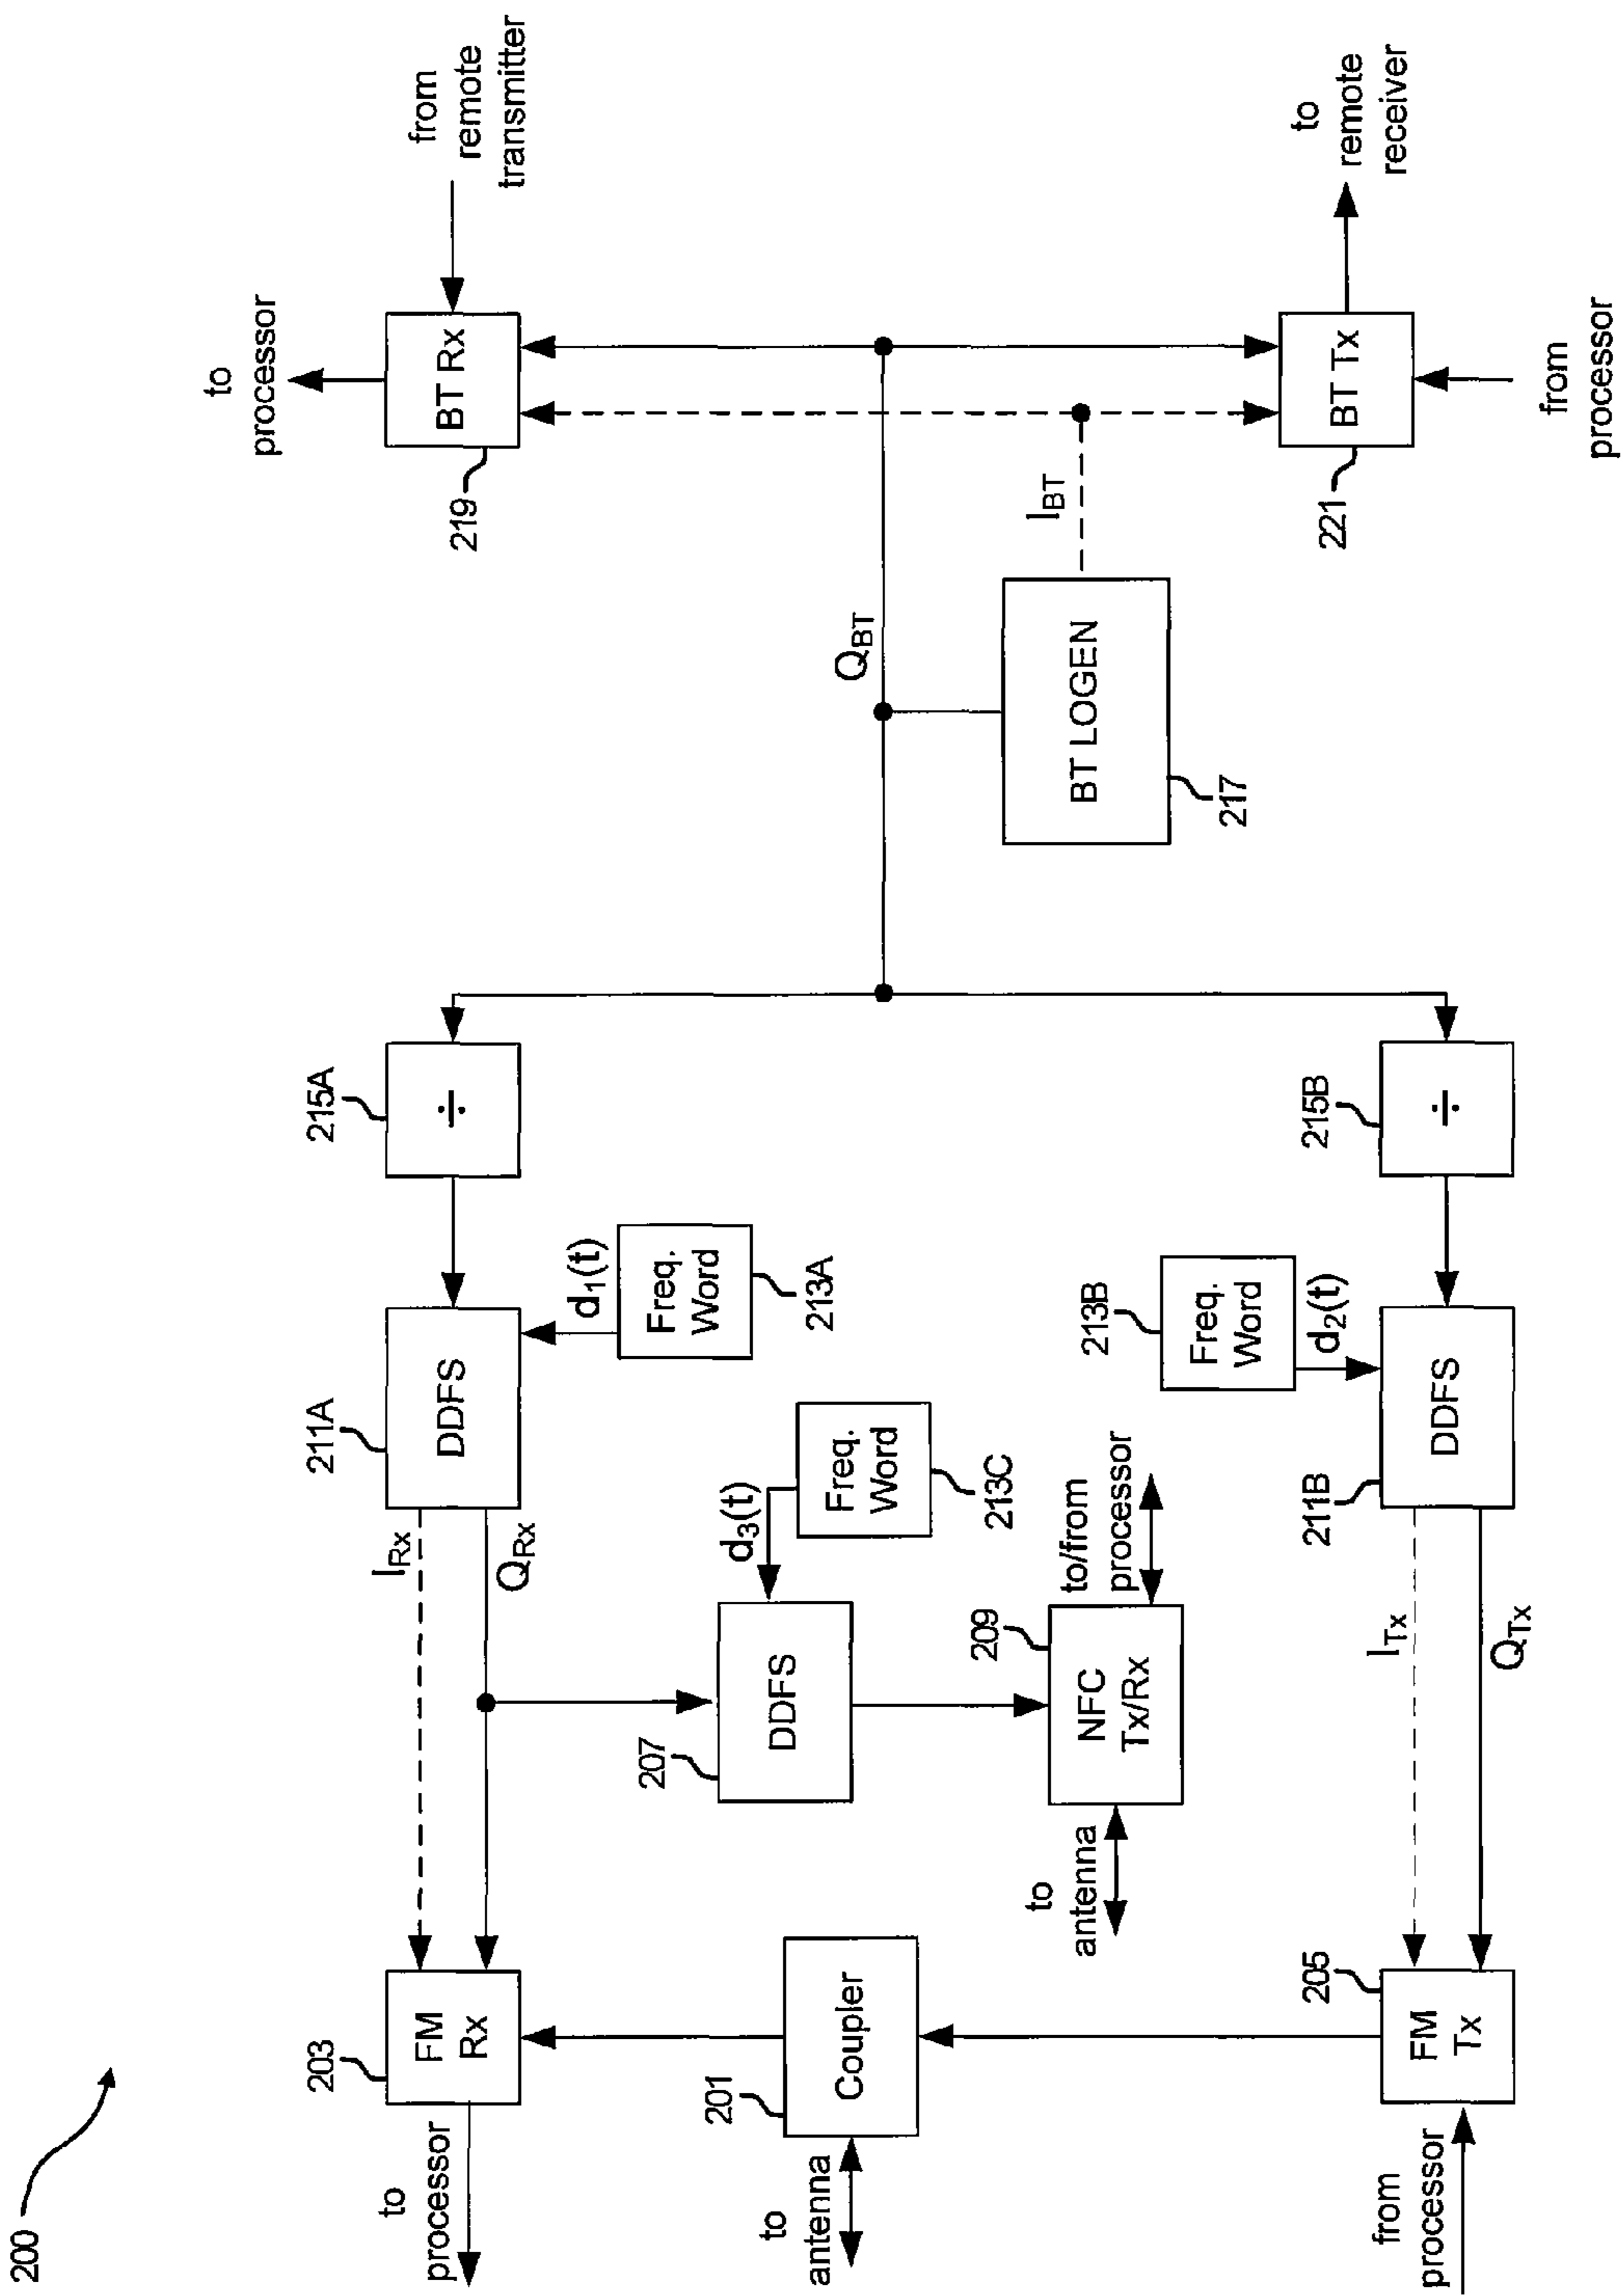 200
to
processor
203
FM
Rx
I_Rx
Q_Rx
211A
DDFS
215A
÷
to
processor
219
BT Rx
from
remote
transmitter
d₁(t)
Freq.
Word
213A
to
antenna
201
Coupler
207
DDFS
d₃(t)
Freq.
Word
213C
Q_BT
BT LOGEN
217
I_BT
to
antenna
209
NFC
Tx/Rx
to/from
processor
213B
Freq.
Word
d₂(t)
from
processor
205
FM
Tx
I_Tx
Q_Tx
211B
DDFS
215B
÷
221
BT Tx
to
remote
receiver
from
processor